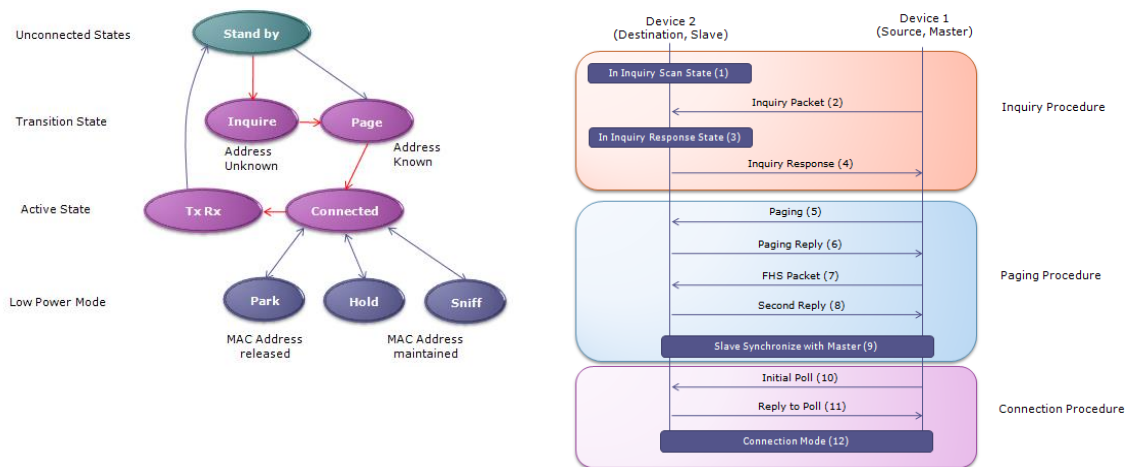 Unconnected States
Stand by
Transition State
Inquire
Page
Address
Unknown
Address
Known
Active State
Tx Rx
Connected
Low Power Mode
Park
Hold
Sniff
MAC Address
released
MAC Address
maintained
Device 2
(Destination, Slave)
Device 1
(Source, Master)
In Inquiry Scan State (1)
Inquiry Packet (2)
Inquiry Procedure
In Inquiry Response State (3)
Inquiry Response (4)
Paging (5)
Paging Reply (6)
FHS Packet (7)
Paging Procedure
Second Reply (8)
Slave Synchronize with Master (9)
Initial Poll (10)
Reply to Poll (11)
Connection Procedure
Connection Mode (12)